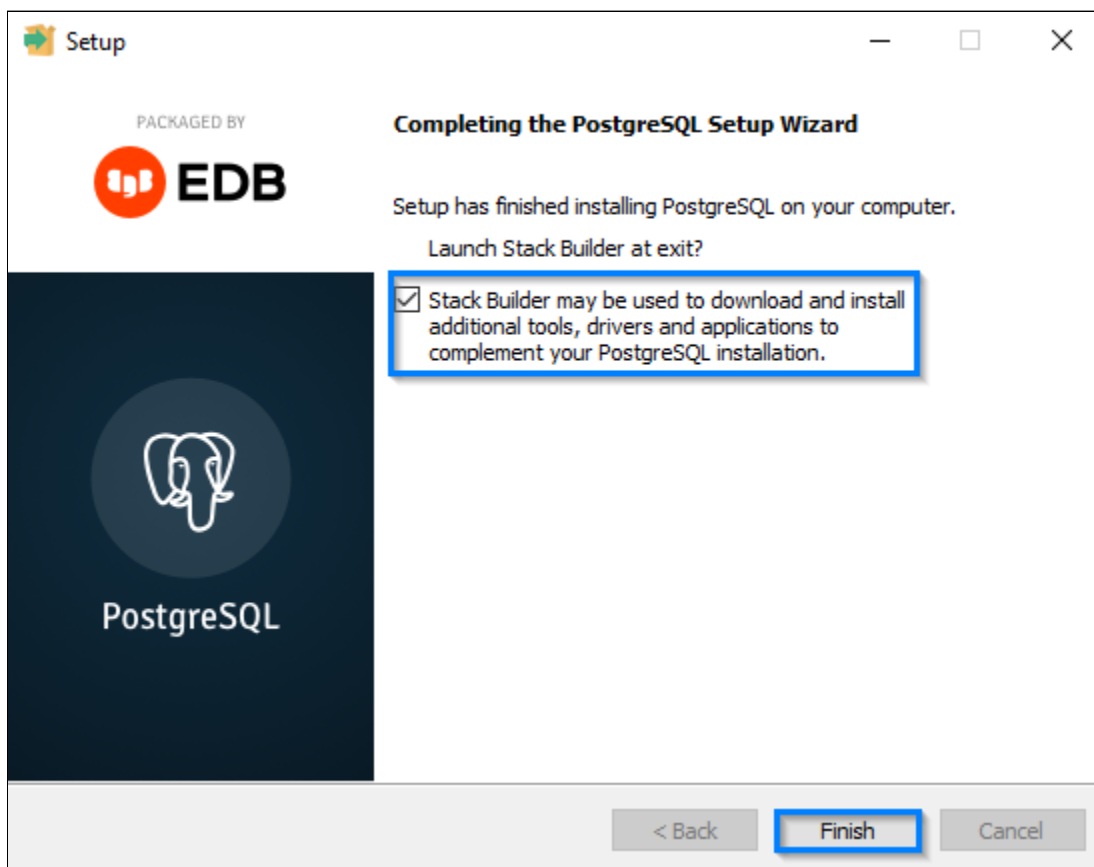 Setup
PACKAGED BY
EDB
Completing the PostgreSQL Setup Wizard
Setup has finished installing PostgreSQL on your computer.
Launch Stack Builder at exit?
Stack Builder may be used to download and install
additional tools, drivers and applications to
complement your PostgreSQL installation.
PostgreSQL
< Back
Finish
Cancel